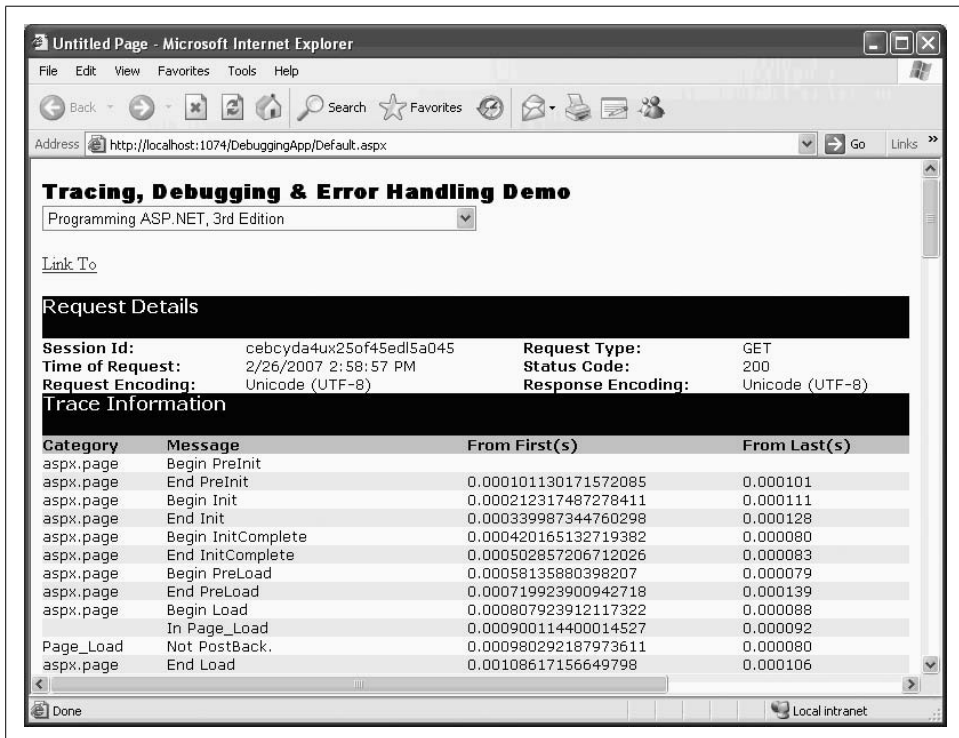 Untitled Page - Microsoft Internet Explorer
File Edit View Favorites Tools Help
Back Search Favorites
Address http://localhost:1074/DebuggingApp/Default.aspx Go Links »
Tracing, Debugging & Error Handling Demo
Programming ASP.NET, 3rd Edition
Link To
Request Details
Session Id: cebcyda4ux25of45edl5a045 Request Type: GET
Time of Request: 2/26/2007 2:58:57 PM Status Code: 200
Request Encoding: Unicode (UTF-8) Response Encoding: Unicode (UTF-8)
Trace Information
Category Message From First(s) From Last(s)
aspx.page Begin PreInit
aspx.page End PreInit 0.000101130171572085 0.000101
aspx.page Begin Init 0.000212317487278411 0.000111
aspx.page End Init 0.000339987344760298 0.000128
aspx.page Begin InitComplete 0.000420165132719382 0.000080
aspx.page End InitComplete 0.000502857206712026 0.000083
aspx.page Begin PreLoad 0.00058135880398207 0.000079
aspx.page End PreLoad 0.000719923900942718 0.000139
aspx.page Begin Load 0.000807923912117322 0.000088
In Page_Load 0.000900114400014527 0.000092
Page_Load Not PostBack. 0.000980292187973611 0.000080
aspx.page End Load 0.00108617156649798 0.000106
Done Local intranet